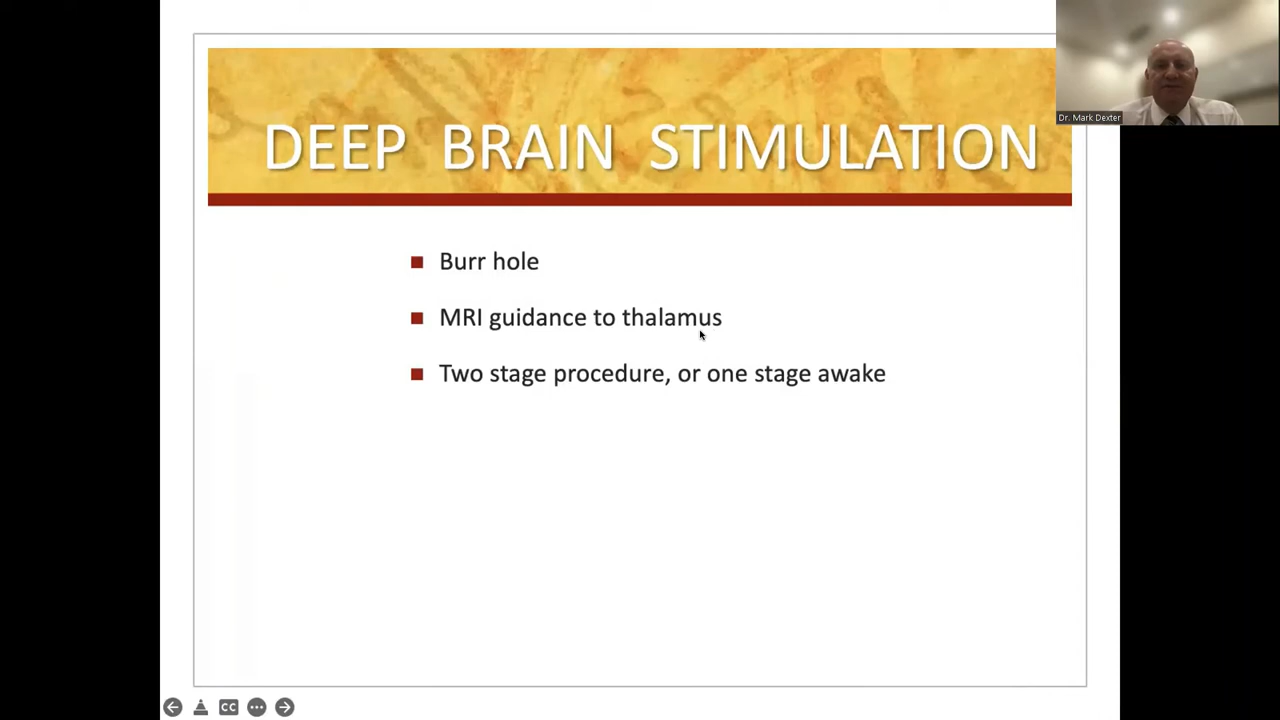 DEEP BRAIN STIMULATION
Dr. Mark Dexter
Burr hole
MRI guidance to thalamus
Two stage procedure, or one stage awake
CC